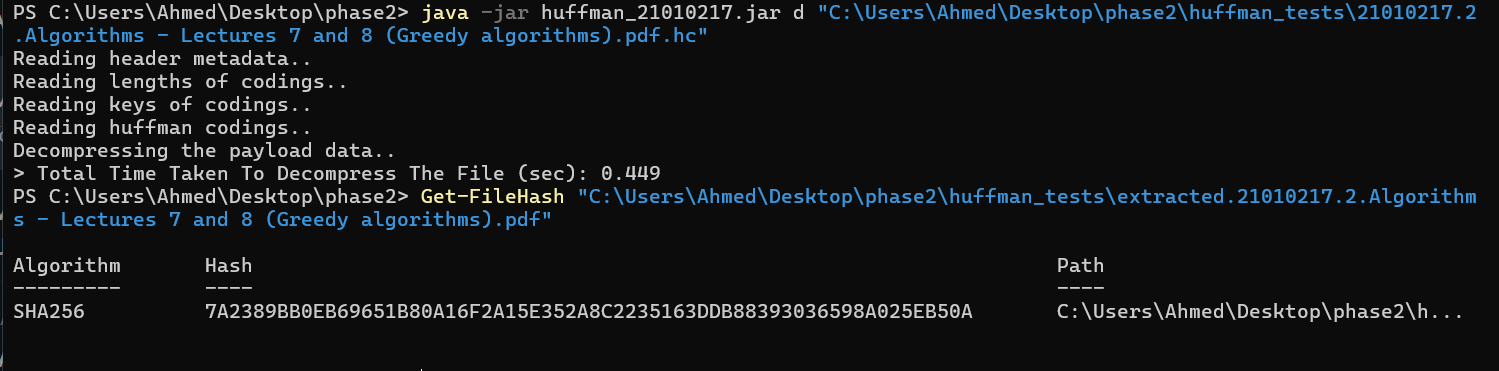 PS C:\Users\Ahmed\Desktop\phase2> java -jar huffman_21010217.jar d "C:\Users\Ahmed\Desktop\phase2\huffman_tests\21010217.2
.Algorithms - Lectures 7 and 8 (Greedy algorithms).pdf.hc"
Reading header metadata..
Reading lengths of codings..
Reading keys of codings..
Reading huffman codings..
Decompressing the payload data..
> Total Time Taken To Decompress The File (sec): 0.449
PS C:\Users\Ahmed\Desktop\phase2> Get-FileHash "C:\Users\Ahmed\Desktop\phase2\huffman_tests\extracted.21010217.2.Algorithm
s - Lectures 7 and 8 (Greedy algorithms).pdf"
Algorithm Hash Path
--------- ---- ----
SHA256 7A2389BB0EB69651B80A16F2A15E352A8C2235163DDB88393036598A025EB50A C:\Users\Ahmed\Desktop\phase2\h...